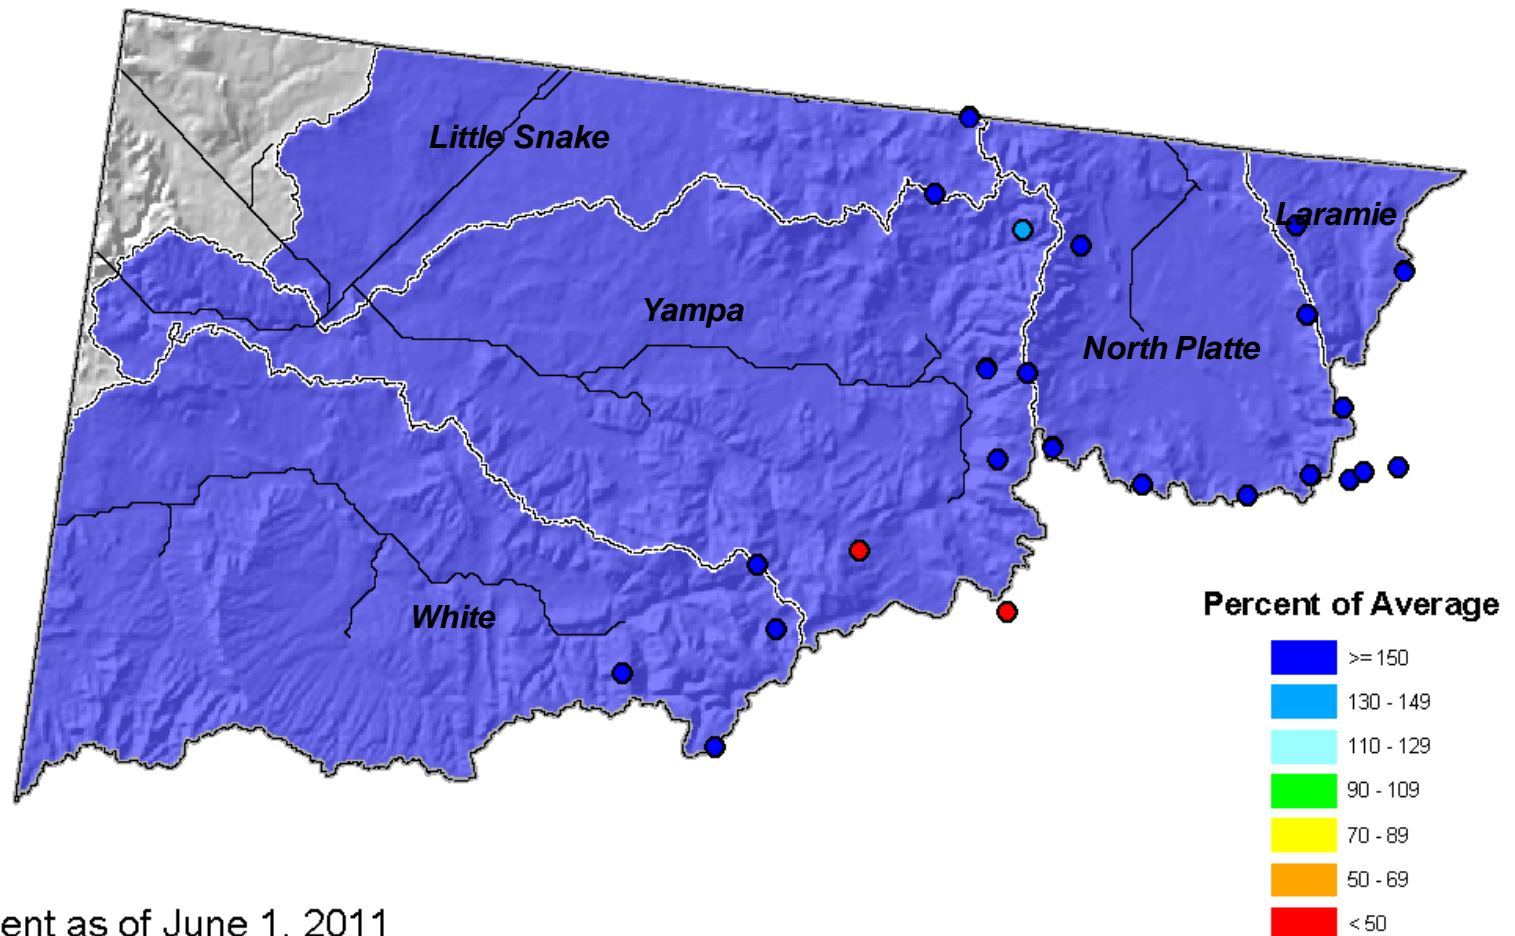 Little Snake
Laramie
Yampa
North Platte
White
Percent of Average
>= 150
130 - 149
110 - 129
90 - 109
70 - 89
50 - 69
< 50
ent as of June 1, 2011